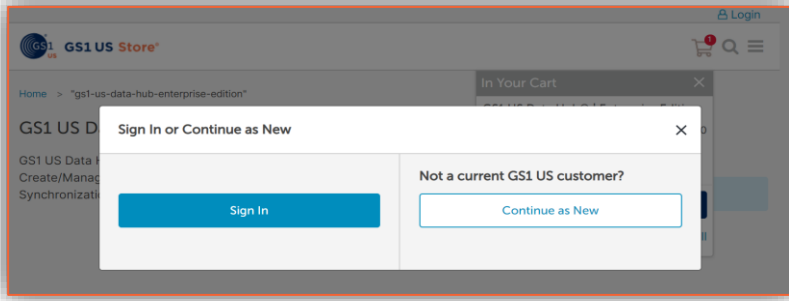 Login
GS1 US
GS1 US Store
1
Home > "gs1-us-data-hub-enterprise-edition"
In Your Cart
GS1 US D
Sign In or Continue as New
GS1 US Data
Create/Manag
Synchronizati
Not a current GS1 US customer?
Sign In
Continue as New